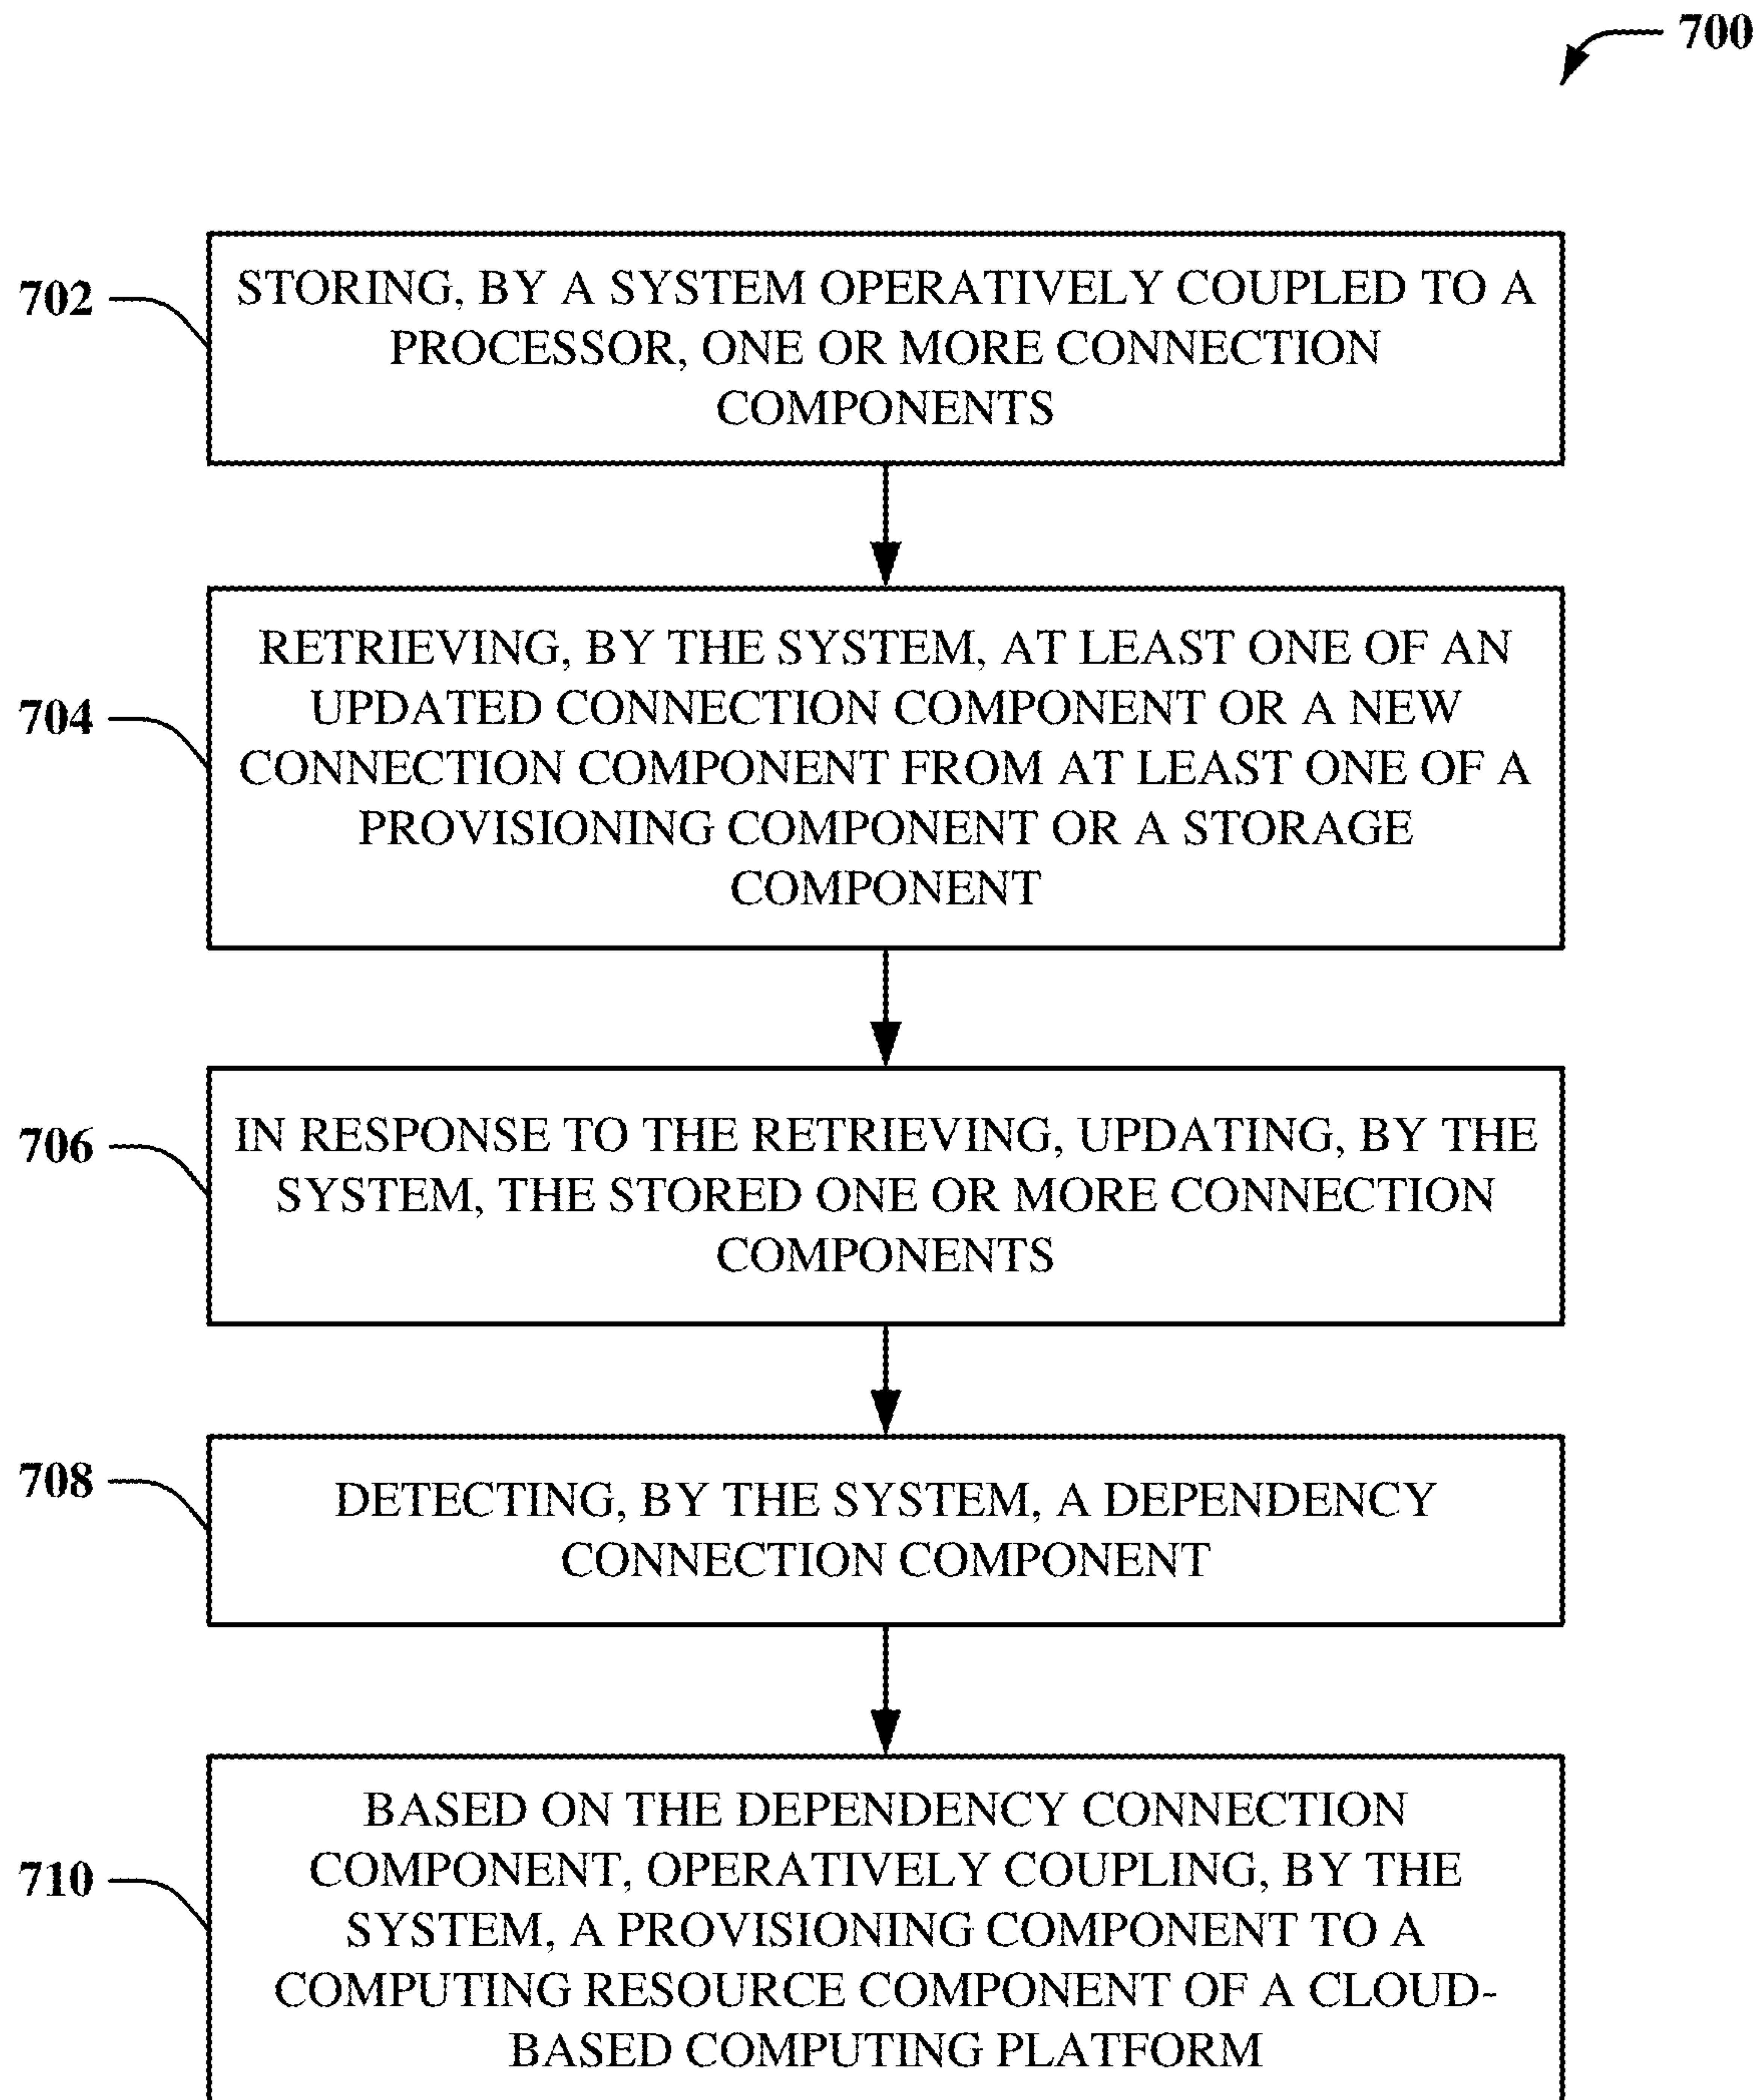 700
702
STORING, BY A SYSTEM OPERATIVELY COUPLED TO A
PROCESSOR, ONE OR MORE CONNECTION
COMPONENTS
704
RETRIEVING, BY THE SYSTEM, AT LEAST ONE OF AN
UPDATED CONNECTION COMPONENT OR A NEW
CONNECTION COMPONENT FROM AT LEAST ONE OF A
PROVISIONING COMPONENT OR A STORAGE
COMPONENT
706
IN RESPONSE TO THE RETRIEVING, UPDATING, BY THE
SYSTEM, THE STORED ONE OR MORE CONNECTION
COMPONENTS
708
DETECTING, BY THE SYSTEM, A DEPENDENCY
CONNECTION COMPONENT
710
BASED ON THE DEPENDENCY CONNECTION
COMPONENT, OPERATIVELY COUPLING, BY THE
SYSTEM, A PROVISIONING COMPONENT TO A
COMPUTING RESOURCE COMPONENT OF A CLOUD-
BASED COMPUTING PLATFORM